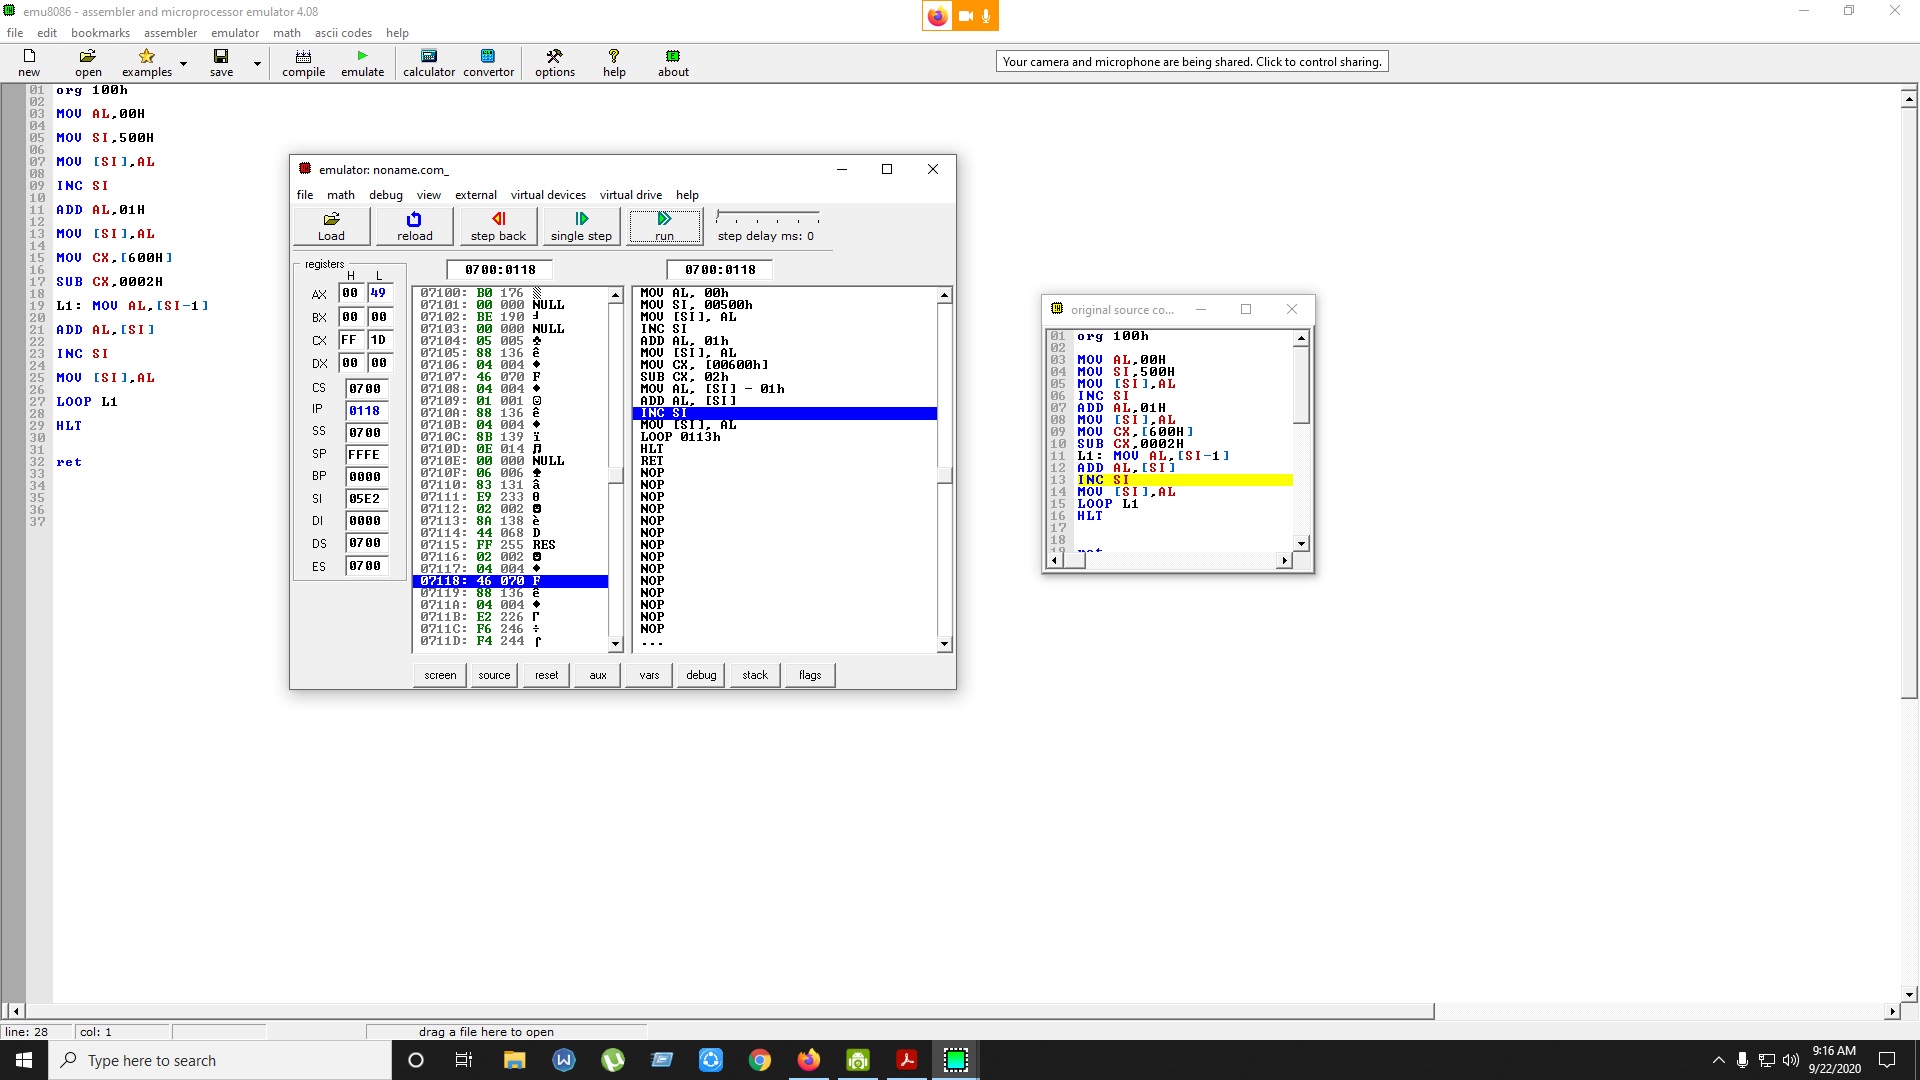 emu8086 - assembler and microprocessor emulator 4.08
file edit bookmarks assembler emulator math ascii codes help
new open examples save compile emulate calculator convertor options help about
Your camera and microphone are being shared. Click to control sharing.
01 org 100h
02
03 MOV AL,00H
04
05 MOV SI,500H
06
07 MOV [SI],AL
08
09 INC SI
10
11 ADD AL,01H
12
13 MOV [SI],AL
14
15 MOV CX,[600H]
16
17 SUB CX,0002H
18
19 L1: MOV AL,[SI-1]
20
21 ADD AL,[SI]
22
23 INC SI
24
25 MOV [SI],AL
26
27 LOOP L1
28
29 HLT
30
31
32 ret
33
34
35
36
37
emulator: noname.com_
file math debug view external virtual devices virtual drive help
Load reload step back single step run step delay ms: 0
registers
H L
AX 00 49
BX 00 00
CX FF 1D
DX 00 00
CS 0700
IP 0118
SS 0700
SP FFFE
BP 0000
SI 05E2
DI 0000
DS 0700
ES 0700
0700:0118
07100: B0 176
07101: 00 000 NULL
07102: BE 190 ╛
07103: 00 000 NULL
07104: 05 005 ♣
07105: 88 136 ê
07106: 04 004 ♦
07107: 46 070 F
07108: 04 004 ♦
07109: 01 001 ☺
0710A: 88 136 ê
0710B: 04 004 ♦
0710C: 8B 139 ï
0710D: 0E 014 ♫
0710E: 00 000 NULL
0710F: 06 006 ♠
07110: 83 131 â
07111: E9 233 θ
07112: 02 002 ☻
07113: 8A 138 è
07114: 44 068 D
07115: FF 255 RES
07116: 02 002 ☻
07117: 04 004 ♦
07118: 46 070 F
07119: 88 136 ê
0711A: 04 004 ♦
0711B: E2 226 Γ
0711C: F6 246 ÷
0711D: F4 244 ⌠
0700:0118
MOV AL, 00h
MOV SI, 00500h
MOV [SI], AL
INC SI
ADD AL, 01h
MOV [SI], AL
MOV CX, [00600h]
SUB CX, 02h
MOV AL, [SI] - 01h
ADD AL, [SI]
INC SI
MOV [SI], AL
LOOP 0113h
HLT
RET
NOP
NOP
NOP
NOP
NOP
NOP
NOP
NOP
NOP
NOP
NOP
NOP
NOP
NOP
...
screen source reset aux vars debug stack flags
original source co...
01 org 100h
02
03 MOV AL,00H
04 MOV SI,500H
05 MOV [SI],AL
06 INC SI
07 ADD AL,01H
08 MOV [SI],AL
09 MOV CX,[600H]
10 SUB CX,0002H
11 L1: MOV AL,[SI-1]
12 ADD AL,[SI]
13 INC SI
14 MOV [SI],AL
15 LOOP L1
16 HLT
17
18
19 ret
line: 28 col: 1 drag a file here to open
Type here to search
9:16 AM
9/22/2020